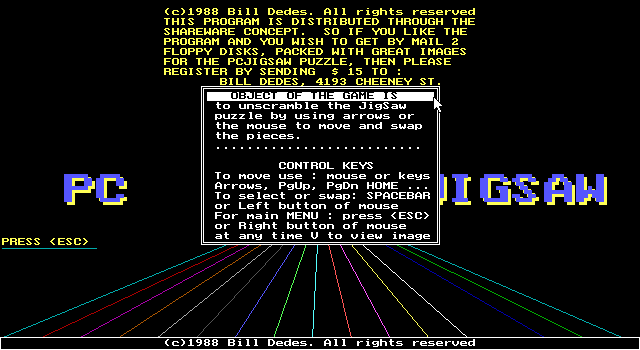 (c)1988 Bill Dedes. All rights reserved
THIS PROGRAM IS DISTRIBUTED THROUGH THE
SHAREWARE CONCEPT.  SO IF YOU LIKE THE
PROGRAM AND YOU WISH TO GET BY MAIL 2
FLOPPY DISKS, PACKED WITH GREAT IMAGES
FOR THE PCJIGSAW PUZZLE, THEN PLEASE
REGISTER BY SENDING  $ 15 TO :
BILL DEDES, 4193 CHEENEY ST.
OBJECT OF THE GAME IS
to unscramble the JigSaw
puzzle by using arrows or
the mouse to move and swap
the pieces.
...........................
CONTROL KEYS
To move use : mouse or keys
Arrows, PgUp, PgDn HOME ...
To select or swap: SPACEBAR
or Left button of mouse
For main MENU : press <ESC>
or Right button of mouse
at any time V to view image
PC JIGSAW
PRESS <ESC>
(c)1988 Bill Dedes. All rights reserved